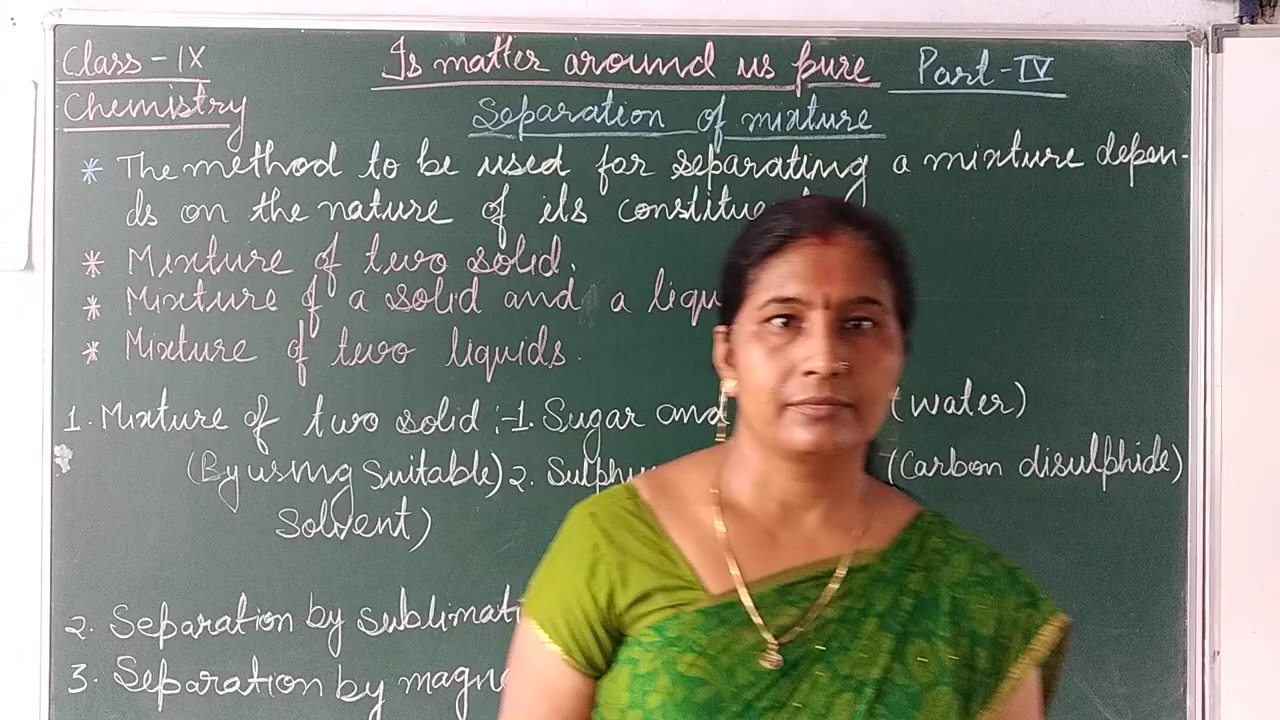 Class - IX
Is matter around us pure
Part - IV
Chemistry
Separation of mixture
* The method to be used for separating a mixture depen-
ds on the nature of its
* Mixture of two solid.
* Mixture of a solid and a
* Mixture of two liquids.
1. Mixture of two solid :- 1. Sugar and (water)
(By using suitable) 2. (Carbon disulphide)
Solvent)
2. Separation by
3. Separation by